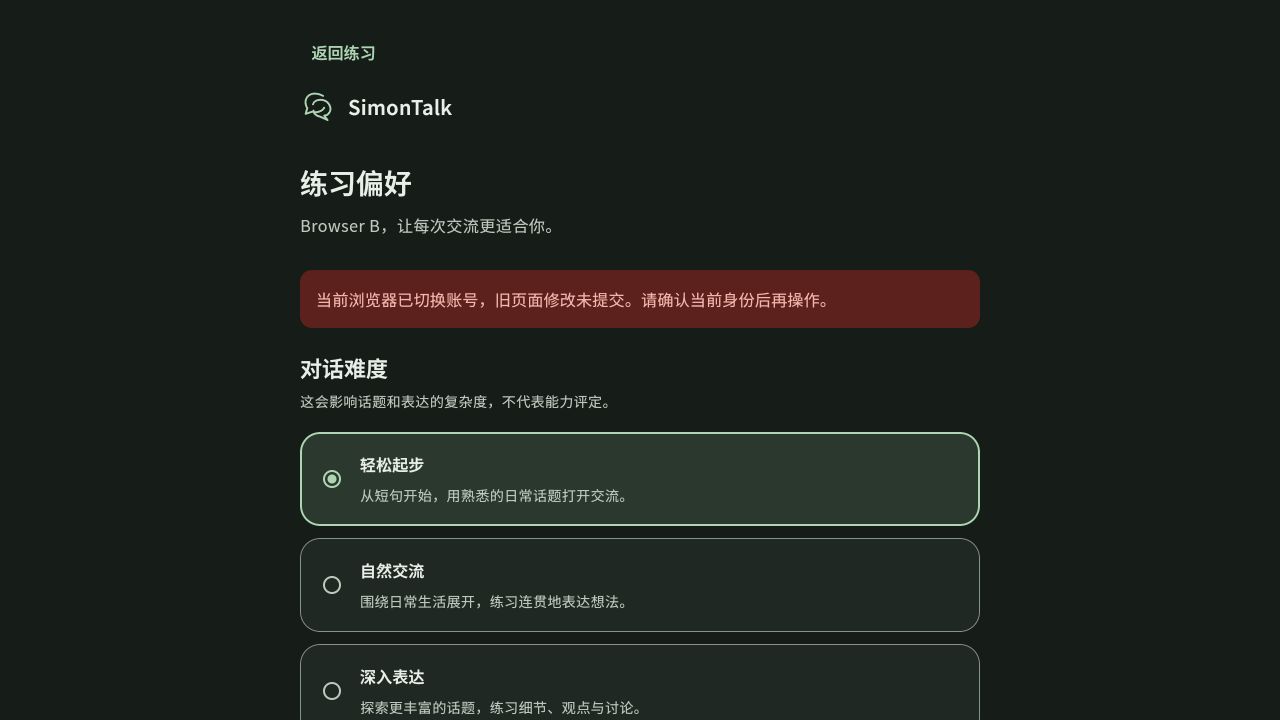 返回练习
SimonTalk
练习偏好
Browser B，让每次交流更适合你。
当前浏览器已切换账号，旧页面修改未提交。请确认当前身份后再操作。
对话难度
这会影响话题和表达的复杂度，不代表能力评定。
轻松起步
从短句开始，用熟悉的日常话题打开交流。
自然交流
围绕日常生活展开，练习连贯地表达想法。
深入表达
探索更丰富的话题，练习细节、观点与讨论。